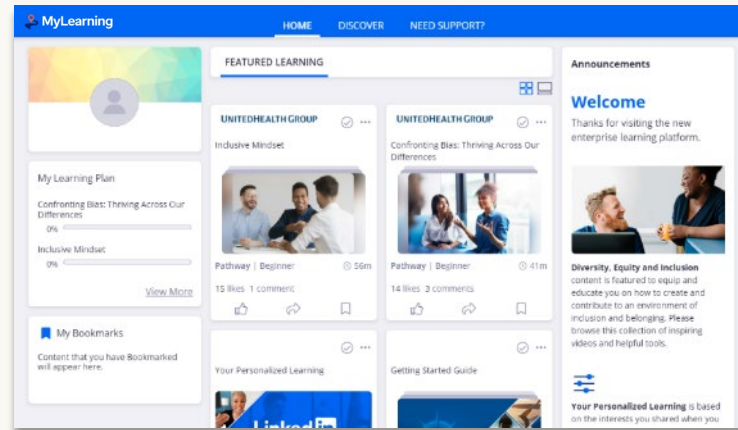 MyLearning
HOME
DISCOVER
NEED SUPPORT?
My Learning Plan
Confronting Bias: Thriving Across Our
Differences
0%
Inclusive Mindset
0%
View More
My Bookmarks
Content that you have Bookmarked
will appear here.
FEATURED LEARNING
UNITEDHEALTH GROUP
Inclusive Mindset
Pathway | Beginner
56m
15 likes 1 comment
UNITEDHEALTH GROUP
Confronting Bias: Thriving Across Our
Differences
Pathway | Beginner
41m
14 likes 3 comments
Your Personalized Learning
Linked in
Getting Started Guide
Announcements
Welcome
Thanks for visiting the new
enterprise learning platform.
Diversity, Equity and Inclusion
content is featured to equip and
educate you on how to create and
contribute to an environment of
inclusion and belonging. Please
browse this collection of inspiring
videos and helpful tools.
Your Personalized Learning is based
on the interests you shared when you